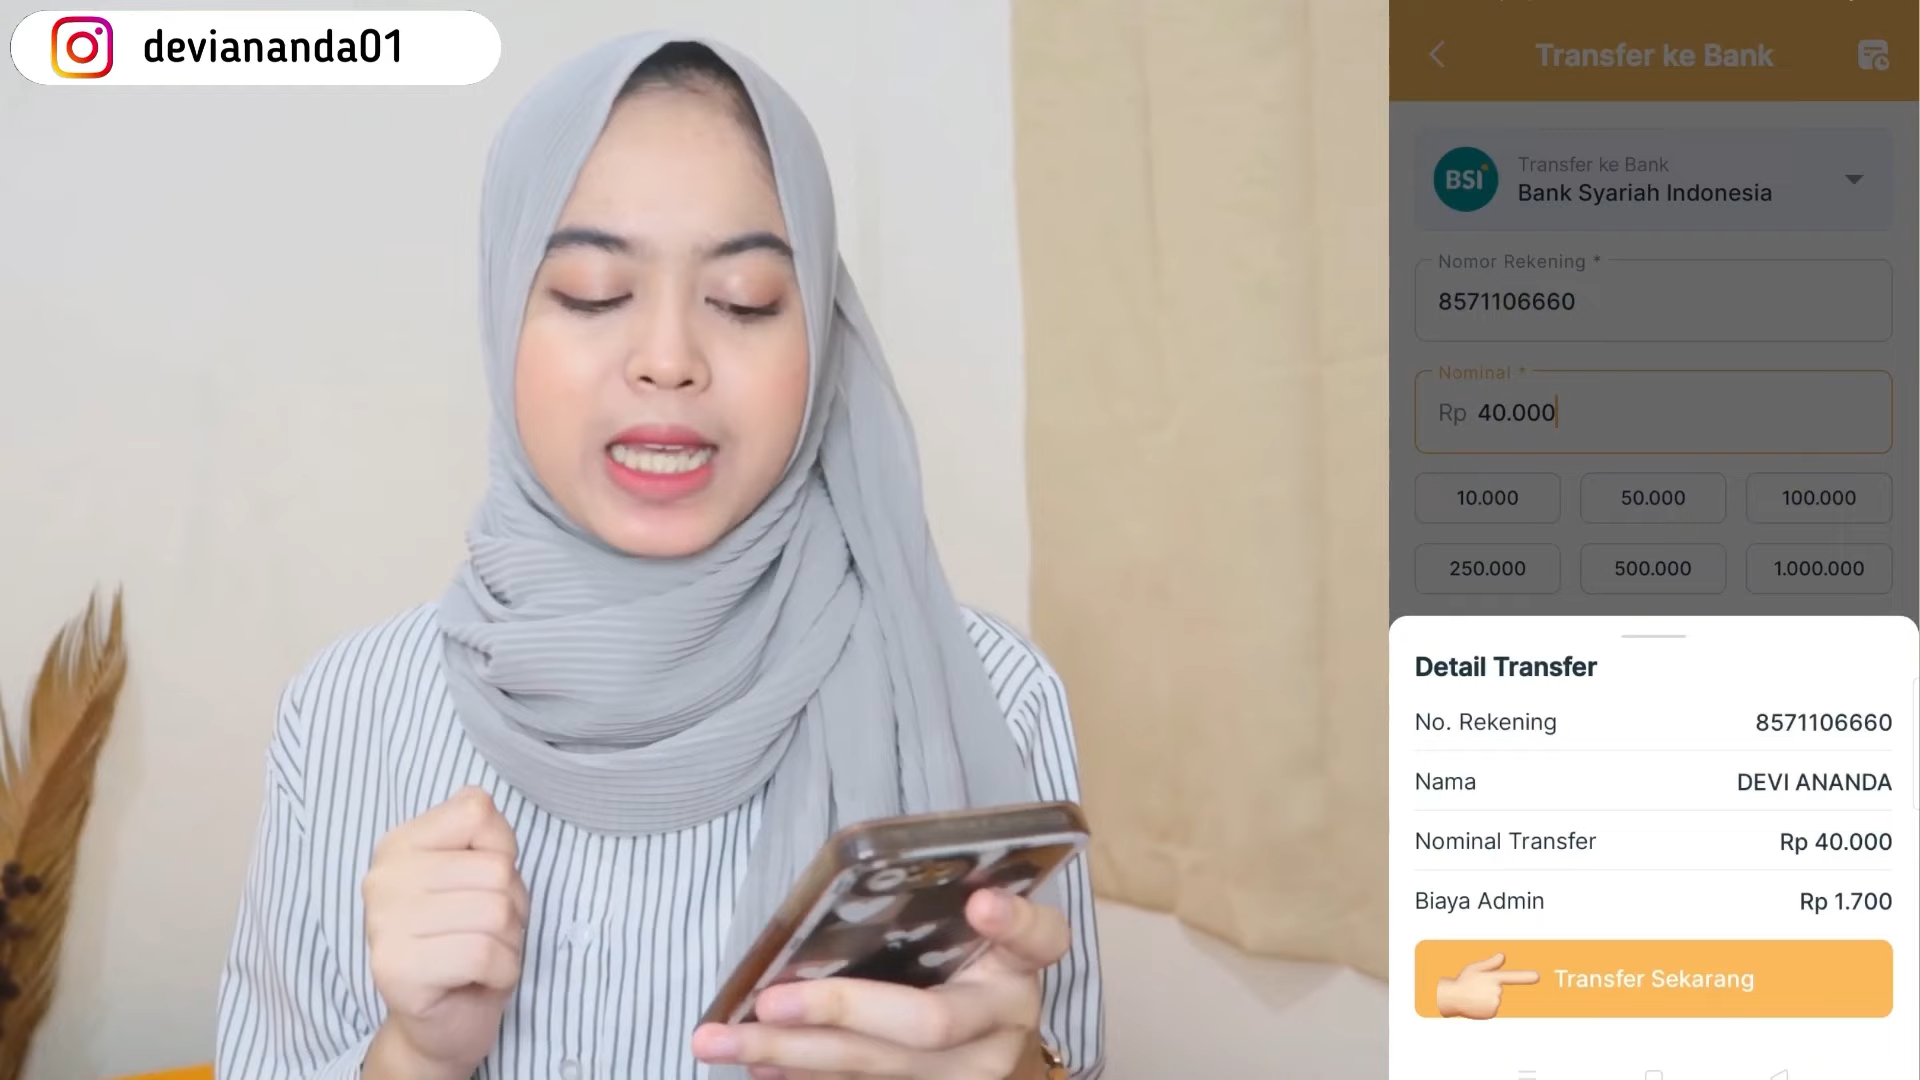 deviananda01
Transfer ke Bank
BSI
Transfer ke Bank
Bank Syariah Indonesia
Nomor Rekening *
8571106660
Nominal *
Rp 40.000
10.000 50.000 100.000
250.000 500.000 1.000.000
Detail Transfer
No. Rekening 8571106660
Nama DEVI ANANDA
Nominal Transfer Rp 40.000
Biaya Admin Rp 1.700
Transfer Sekarang